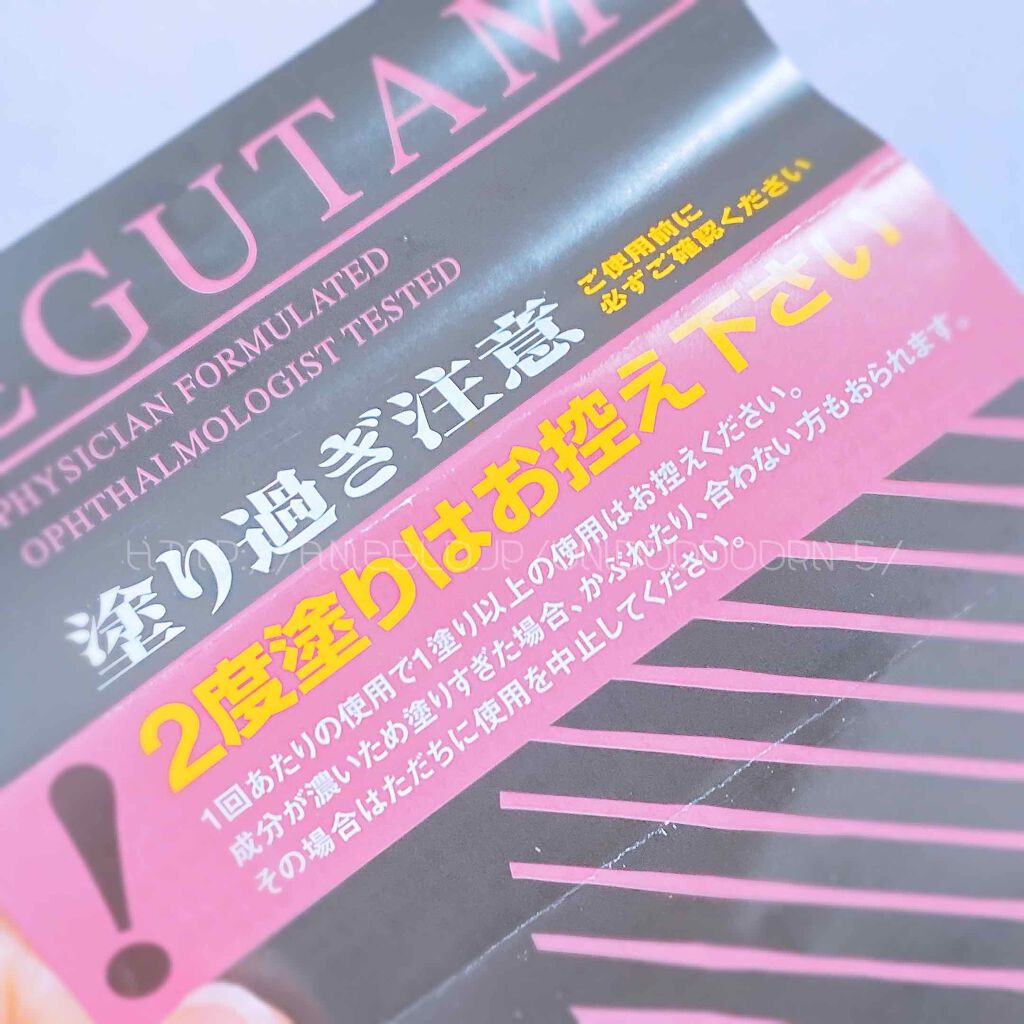 EGUTAM
PHYSICIAN FORMULATED
OPHTHALMOLOGIST TESTED
塗り過ぎ注意
ご使用前に
必ずご確認ください
2度塗りはお控え下さい
1回あたりの使用で1塗り以上の使用はお控えください。
成分が濃いため塗りすぎた場合、かぶれたり、合わない方もおられます。
その場合はただちに使用を中止してください。
!